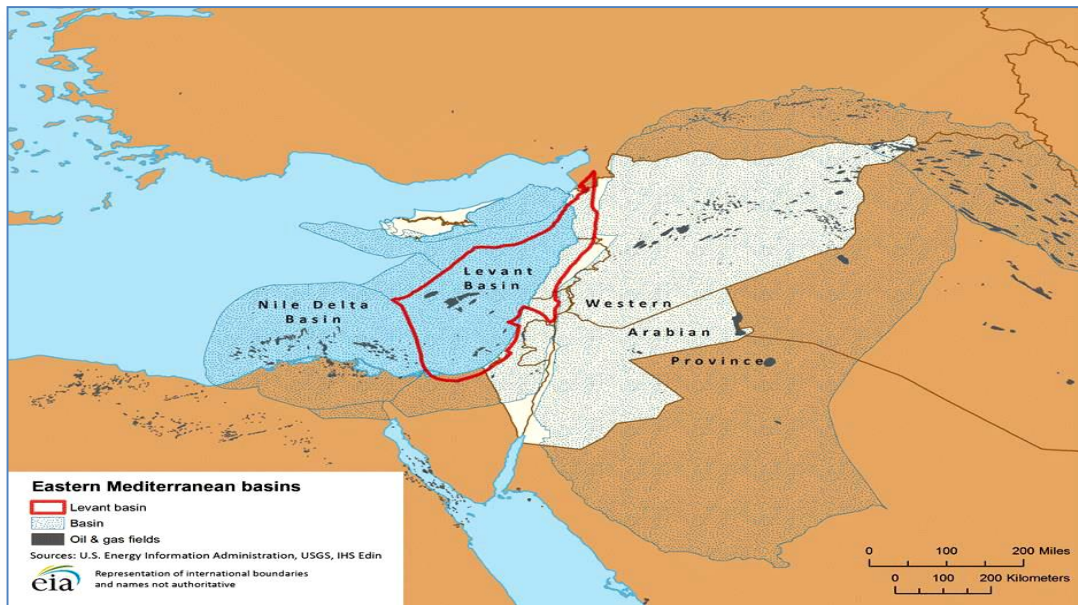 Levant
Basin
Nile Delta
Basin
Western
Arabian
Province
Eastern Mediterranean basins
Levant basin
Basin
Oil & gas fields
Sources: U.S. Energy Information Administration, USGS, IHS Edin
eia
Representation of international boundaries
and names not authoritative
0 100 200 Miles
0 100 200 Kilometers